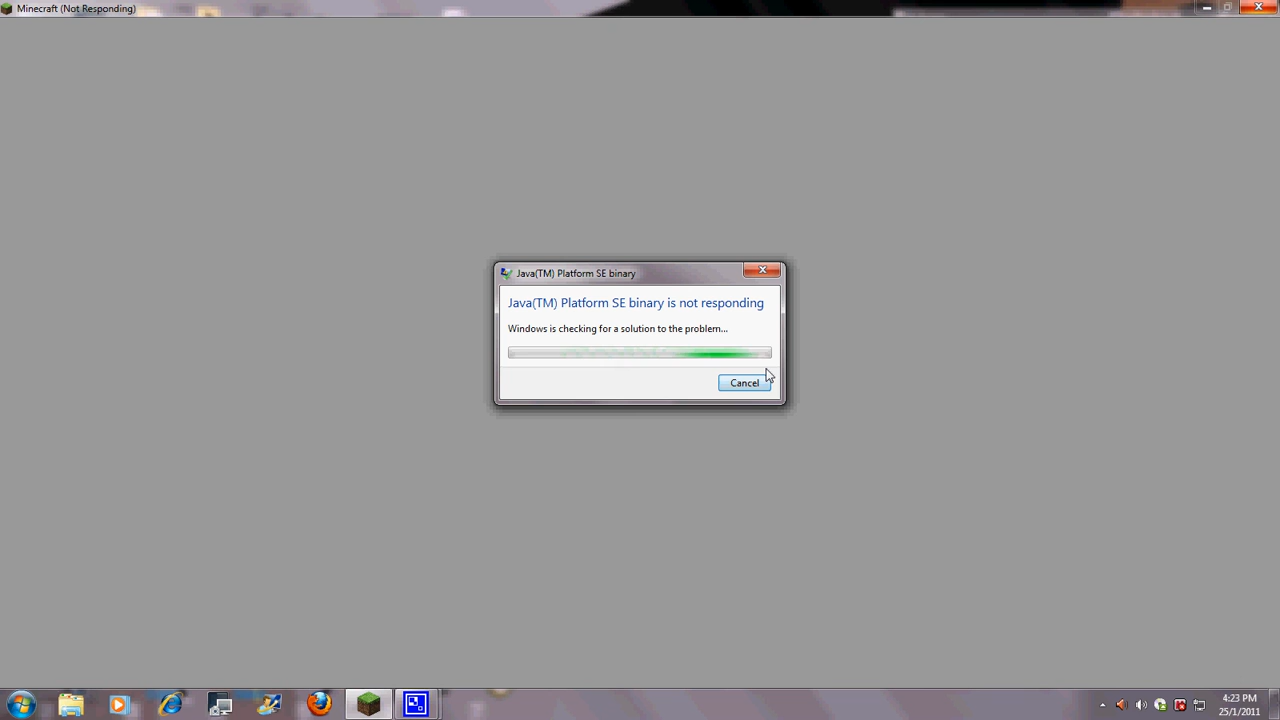 Minecraft (Not Responding)
Java(TM) Platform SE binary
Java(TM) Platform SE binary is not responding
Windows is checking for a solution to the problem...
Cancel
4:23 PM
25/1/2011